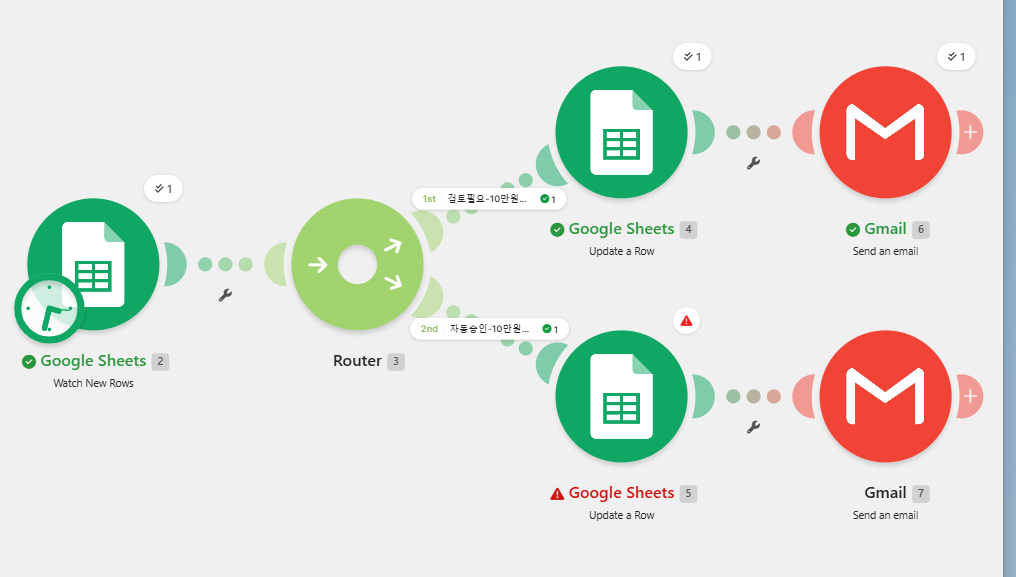 1
1
1
1st 검토필요-10만원... 1
Google Sheets 4
Update a Row
Gmail 6
Send an email
2nd 자동승인-10만원... 1
Google Sheets 2
Watch New Rows
Router 3
Google Sheets 5
Update a Row
Gmail 7
Send an email